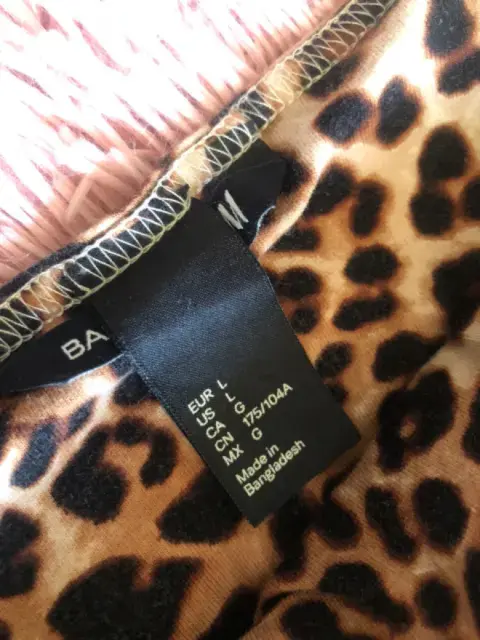 BA
M
EUR L
US L
CA G
CN 175/104A
MX G
Made in
Bangladesh